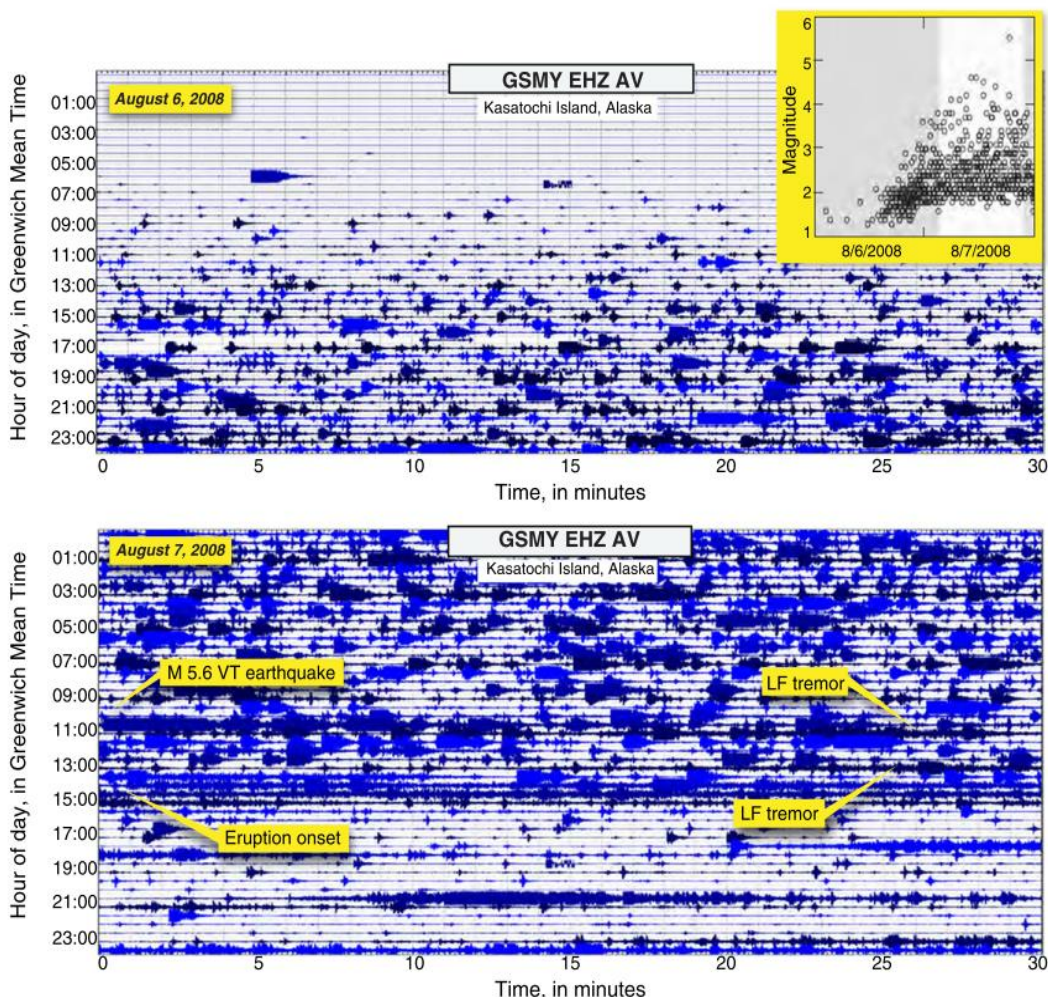 6
5
4
3
2
1
Magnitude
8/6/2008
8/7/2008
GSMY EHZ AV
Kasatochi Island, Alaska
August 6, 2008
Hour of day, in Greenwich Mean Time
01:00
03:00
05:00
07:00
09:00
11:00
13:00
15:00
17:00
19:00
21:00
23:00
0 5 10 15 20 25 30
Time, in minutes
GSMY EHZ AV
Kasatochi Island, Alaska
August 7, 2008
Hour of day, in Greenwich Mean Time
01:00
03:00
05:00
07:00
M 5.6 VT earthquake
LF tremor
09:00
11:00
13:00
15:00
LF tremor
Eruption onset
17:00
19:00
21:00
23:00
0 5 10 15 20 25 30
Time, in minutes